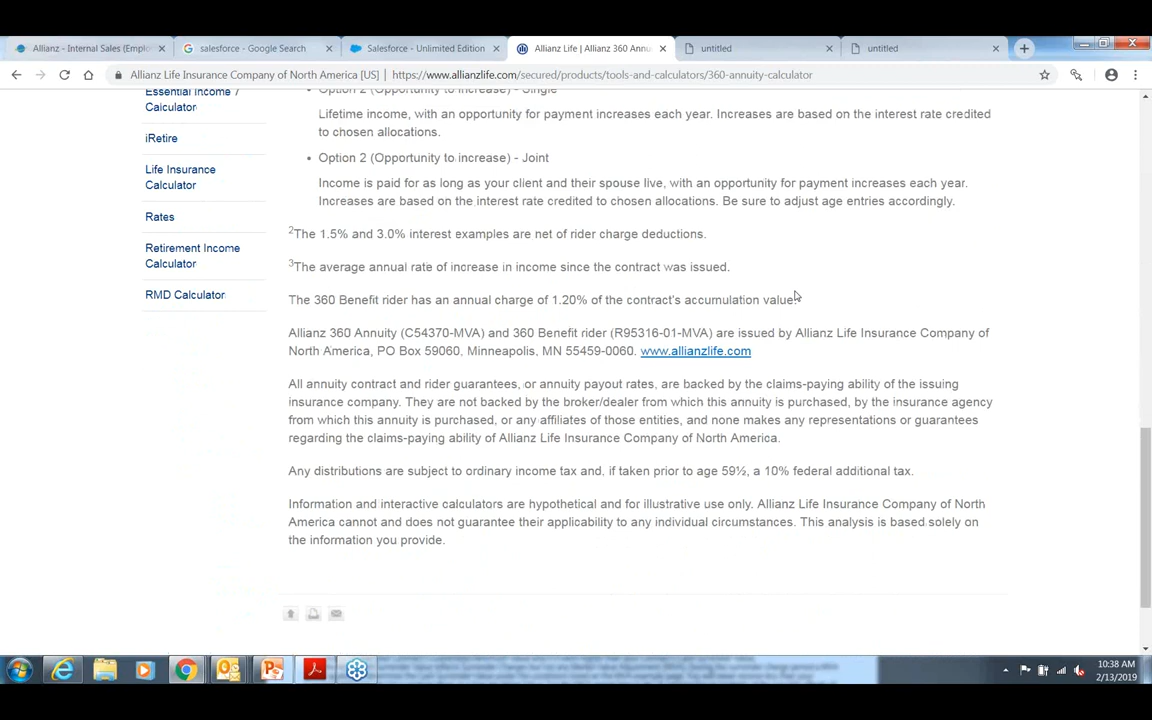 Allianz - Internal Sales (Emplo
salesforce - Google Search
Salesforce - Unlimited Edition
Allianz Life | Allianz 360 Annu
untitled
untitled
Allianz Life Insurance Company of North America [US] | https://www.allianzlife.com/secured/products/tools-and-calculators/360-annuity-calculator
Essential Income 7
Calculator
iRetire
Life Insurance
Calculator
Rates
Retirement Income
Calculator
RMD Calculator
• Option 2 (Opportunity to increase) - Single
Lifetime income, with an opportunity for payment increases each year. Increases are based on the interest rate credited
to chosen allocations.
• Option 2 (Opportunity to increase) - Joint
Income is paid for as long as your client and their spouse live, with an opportunity for payment increases each year.
Increases are based on the interest rate credited to chosen allocations. Be sure to adjust age entries accordingly.
2The 1.5% and 3.0% interest examples are net of rider charge deductions.
3The average annual rate of increase in income since the contract was issued.
The 360 Benefit rider has an annual charge of 1.20% of the contract's accumulation value.
Allianz 360 Annuity (C54370-MVA) and 360 Benefit rider (R95316-01-MVA) are issued by Allianz Life Insurance Company of
North America, PO Box 59060, Minneapolis, MN 55459-0060. www.allianzlife.com
All annuity contract and rider guarantees, or annuity payout rates, are backed by the claims-paying ability of the issuing
insurance company. They are not backed by the broker/dealer from which this annuity is purchased, by the insurance agency
from which this annuity is purchased, or any affiliates of those entities, and none makes any representations or guarantees
regarding the claims-paying ability of Allianz Life Insurance Company of North America.
Any distributions are subject to ordinary income tax and, if taken prior to age 59½, a 10% federal additional tax.
Information and interactive calculators are hypothetical and for illustrative use only. Allianz Life Insurance Company of North
America cannot and does not guarantee their applicability to any individual circumstances. This analysis is based solely on
the information you provide.
10:38 AM
2/13/2019